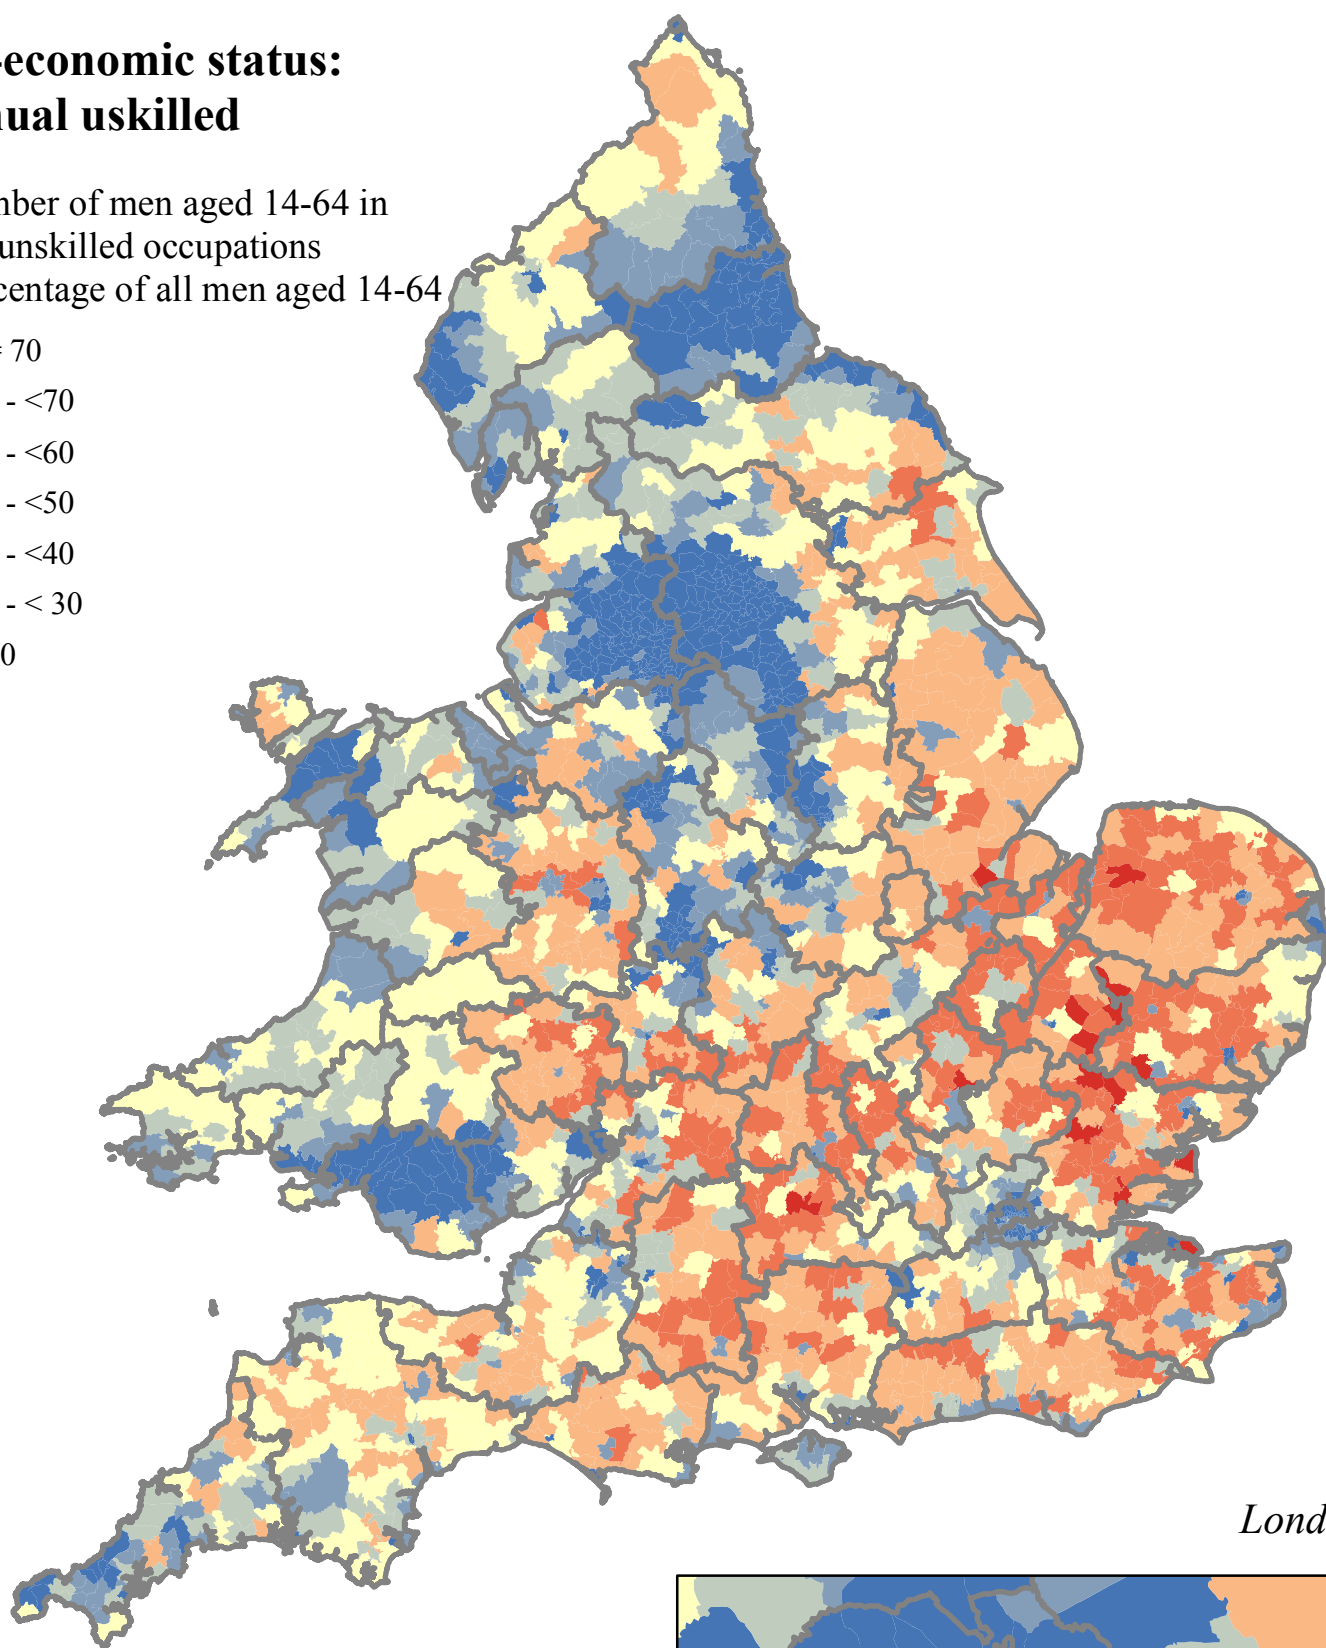 -economic status:
nual uskilled
nber of men aged 14-64 in
unskilled occupations
centage of all men aged 14-64
= 70
- <70
- <60
- <50
- <40
- < 30
0
Lond